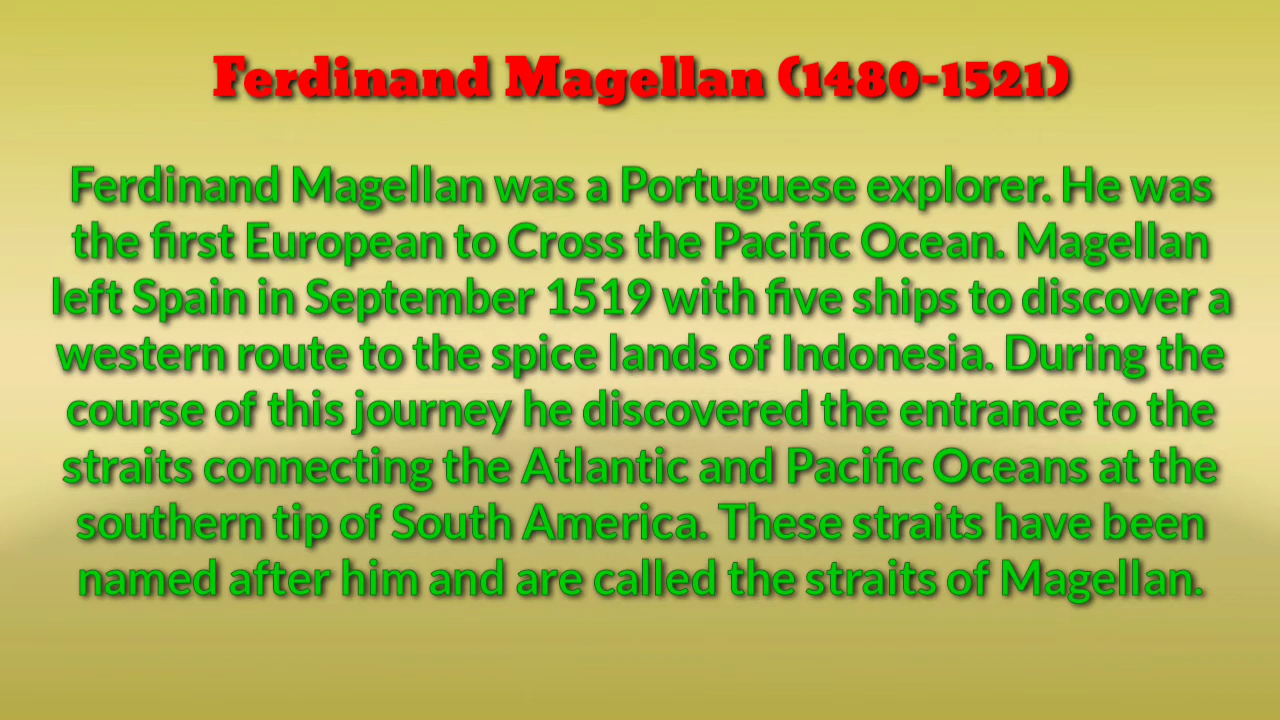 Ferdinand Magellan (1480-1521)
Ferdinand Magellan was a Portuguese explorer. He was
the first European to Cross the Pacific Ocean. Magellan
left Spain in September 1519 with five ships to discover a
western route to the spice lands of Indonesia. During the
course of this journey he discovered the entrance to the
straits connecting the Atlantic and Pacific Oceans at the
southern tip of South America. These straits have been
named after him and are called the straits of Magellan.